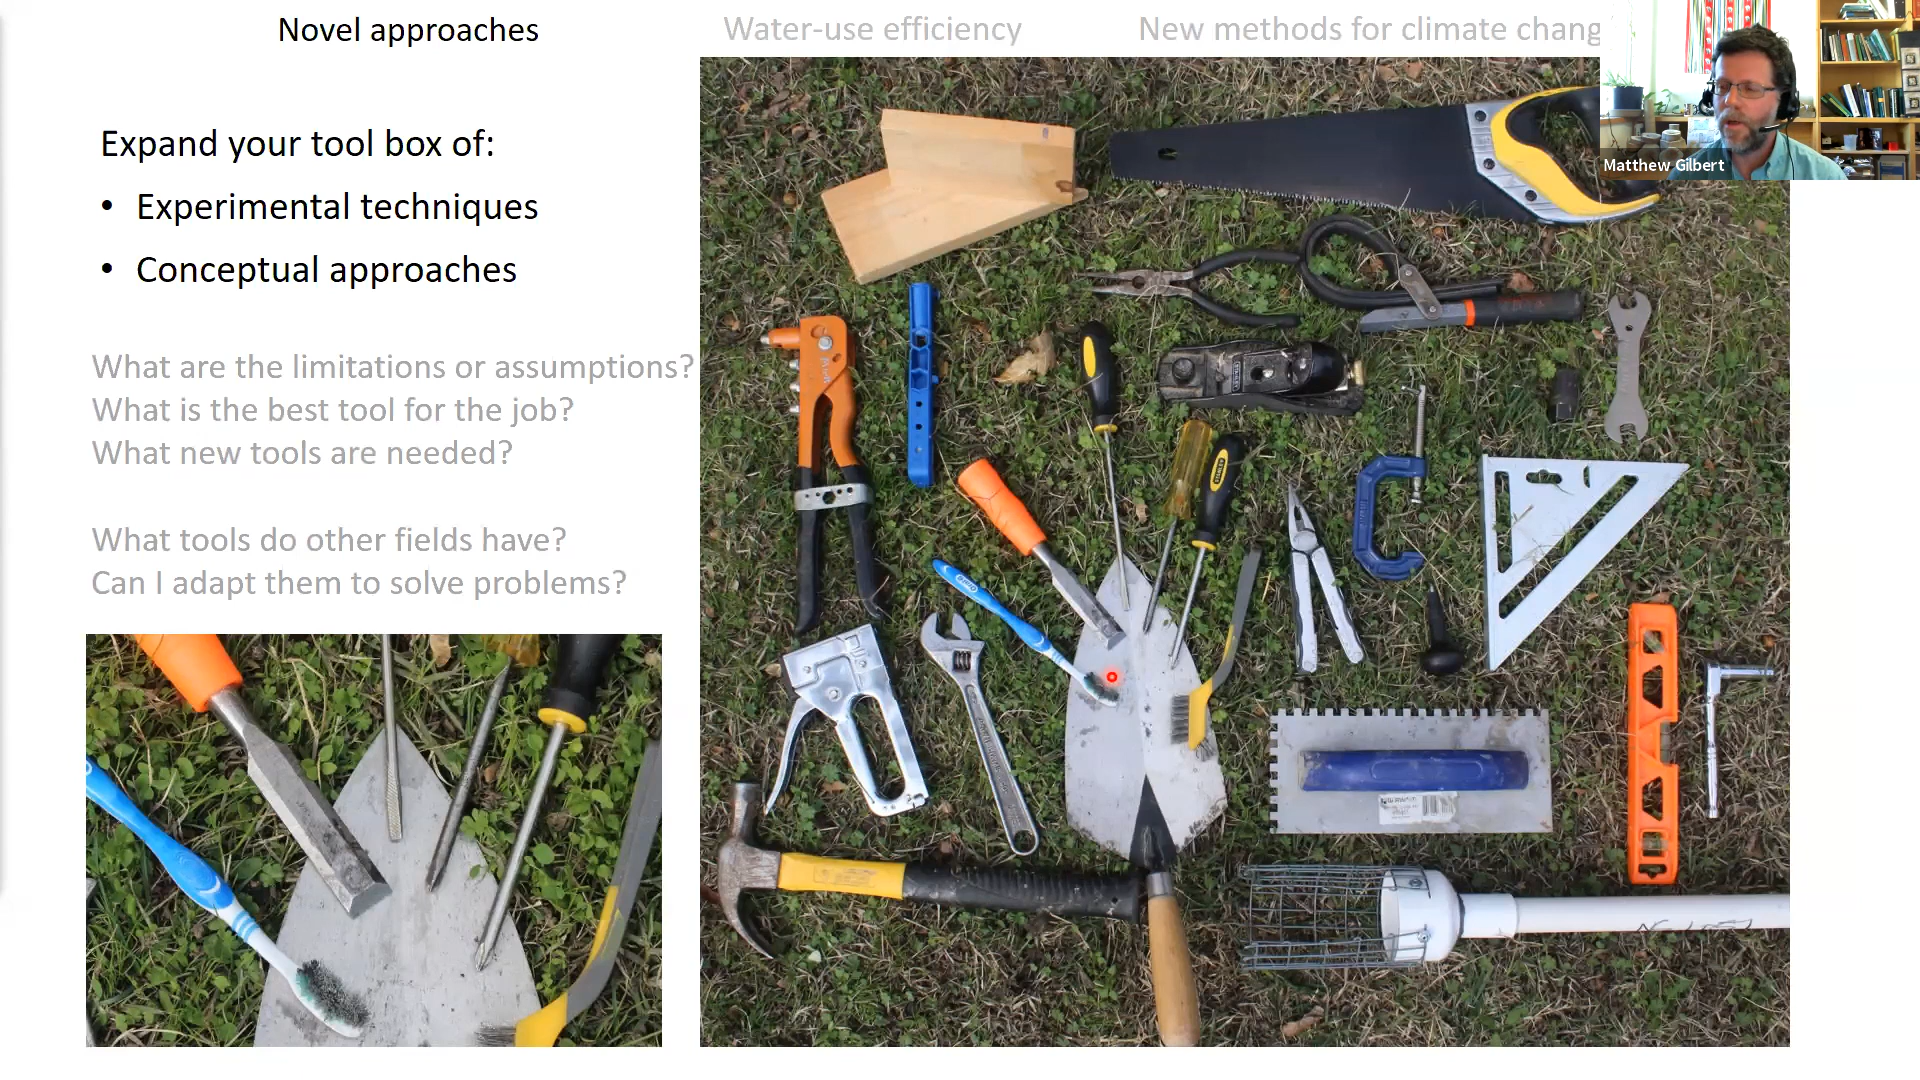 Novel approaches
Water-use efficiency
New methods for climate chang
Matthew Gilbert
Expand your tool box of:
• Experimental techniques
• Conceptual approaches
What are the limitations or assumptions?
What is the best tool for the job?
What new tools are needed?
What tools do other fields have?
Can I adapt them to solve problems?